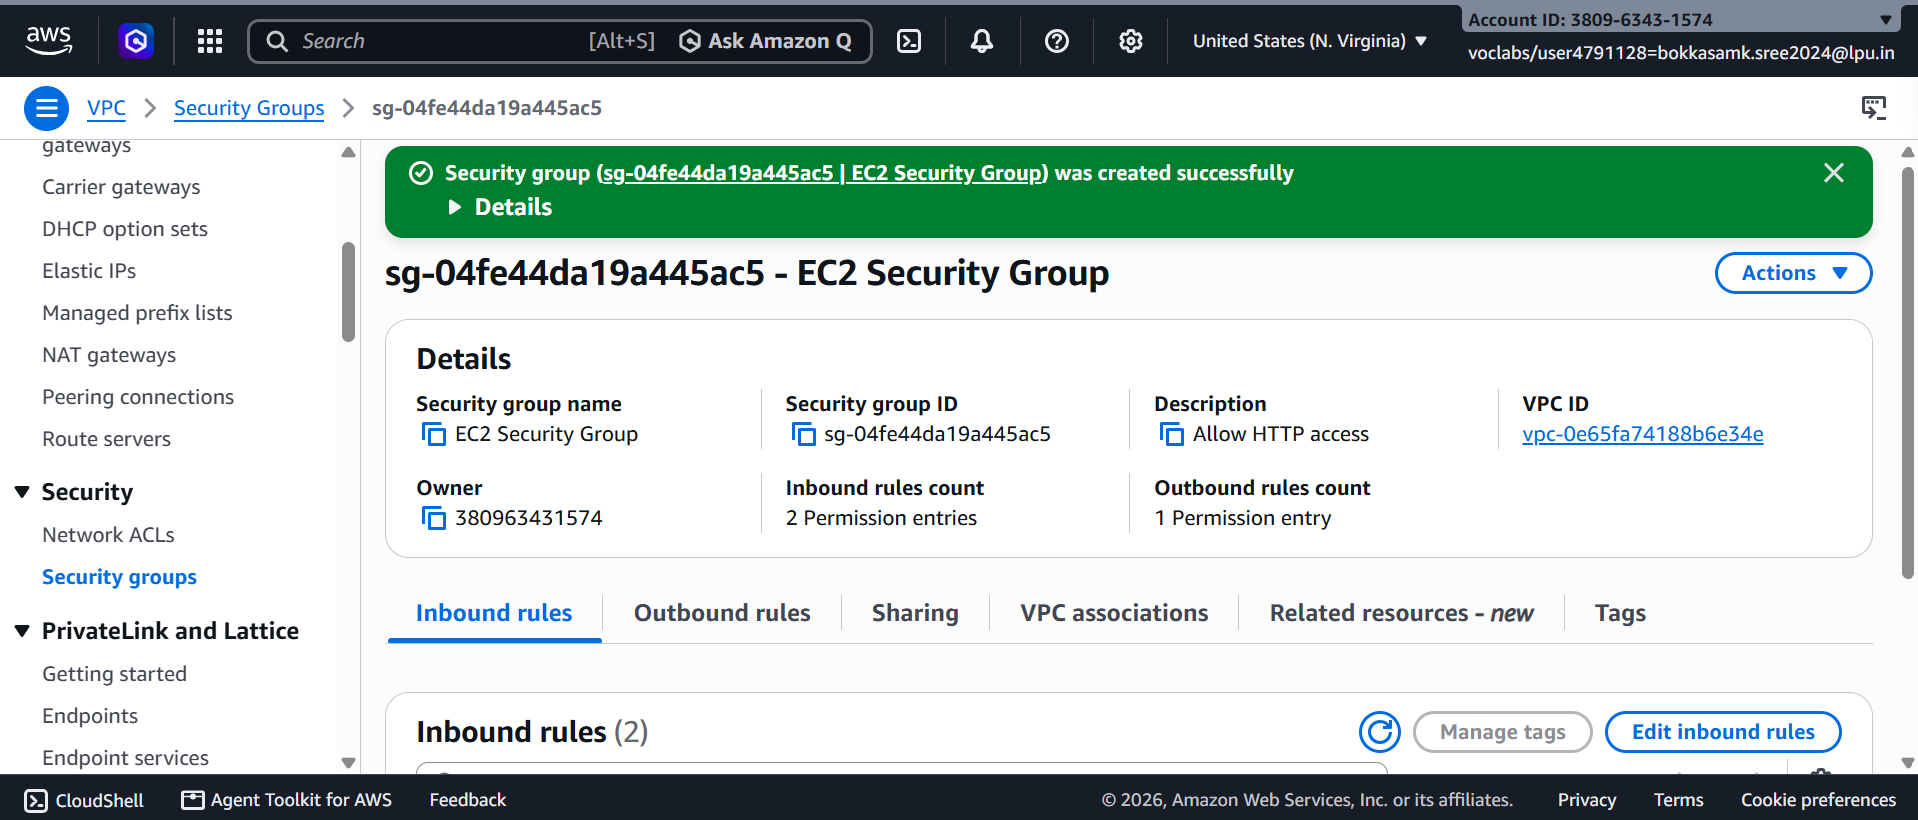 aws
Search [Alt+S] Ask Amazon Q
United States (N. Virginia)
Account ID: 3809-6343-1574
voclabs/user4791128=bokkasamk.sree2024@lpu.in
VPC
Security Groups
sg-04fe44da19a445ac5
gateways
Carrier gateways
DHCP option sets
Elastic IPs
Managed prefix lists
NAT gateways
Peering connections
Route servers
Security
Network ACLs
Security groups
PrivateLink and Lattice
Getting started
Endpoints
Endpoint services
Security group (sg-04fe44da19a445ac5 | EC2 Security Group) was created successfully
Details
sg-04fe44da19a445ac5 - EC2 Security Group
Actions
Details
Security group name
EC2 Security Group
Security group ID
sg-04fe44da19a445ac5
Description
Allow HTTP access
VPC ID
vpc-0e65fa74188b6e34e
Owner
380963431574
Inbound rules count
2 Permission entries
Outbound rules count
1 Permission entry
Inbound rules
Outbound rules
Sharing
VPC associations
Related resources - new
Tags
Inbound rules (2)
Manage tags
Edit inbound rules
CloudShell
Agent Toolkit for AWS
Feedback
© 2026, Amazon Web Services, Inc. or its affiliates.
Privacy
Terms
Cookie preferences